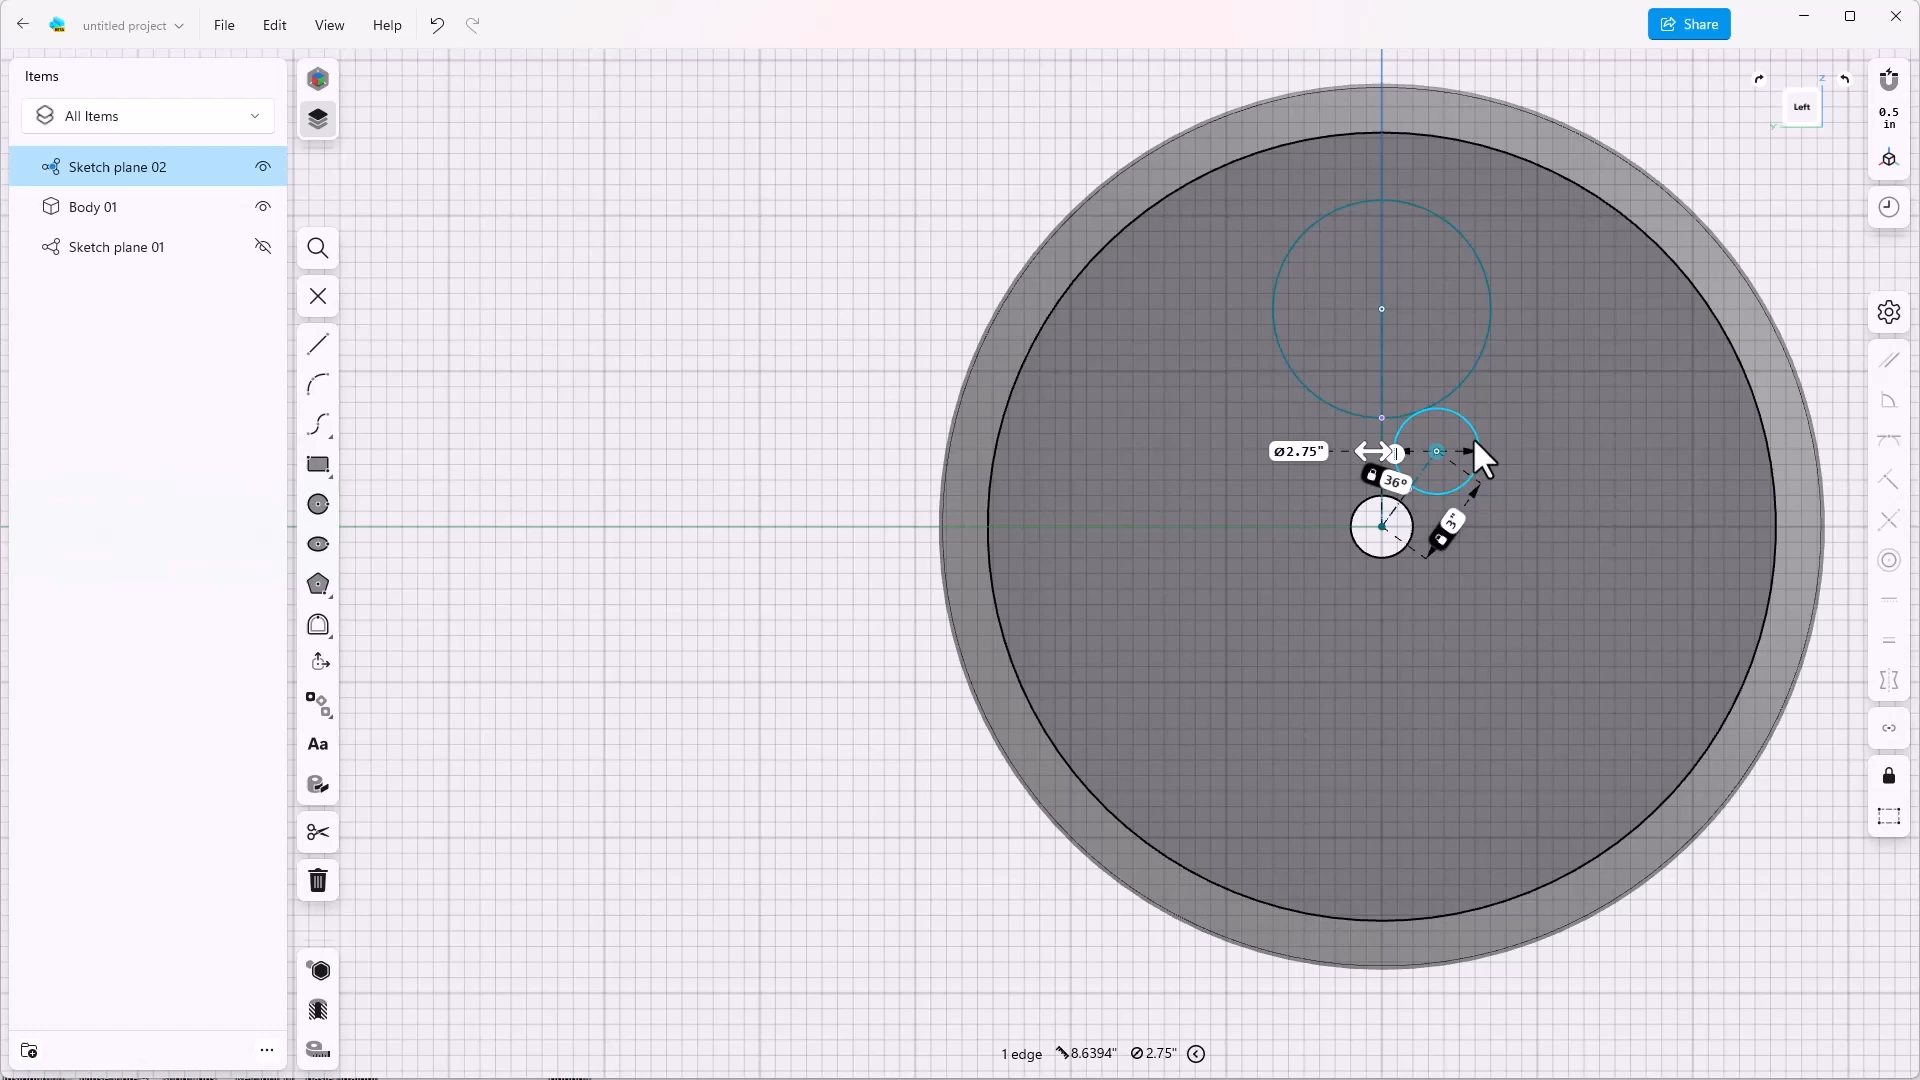 untitled project
File
Edit
View
Help
Share
Items
All Items
Sketch plane 02
Body 01
Sketch plane 01
Aa
Z
Left
Y
0.5
in
Ø2.75"
36°
3"
1 edge
8.6394"
2.75"